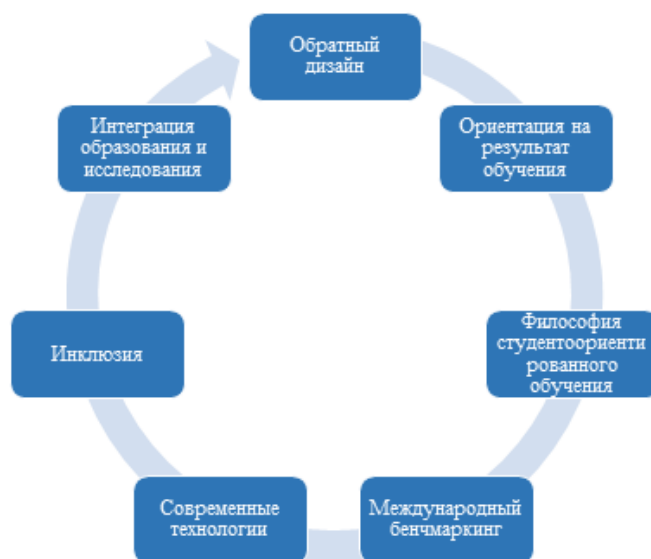 Обратный
дизайн
Ориентация на
результат
обучения
Философия
студентоориенти
рованного
обучения
Международный
бенчмаркинг
Современные
технологии
Инклюзия
Интеграция
образования и
исследования